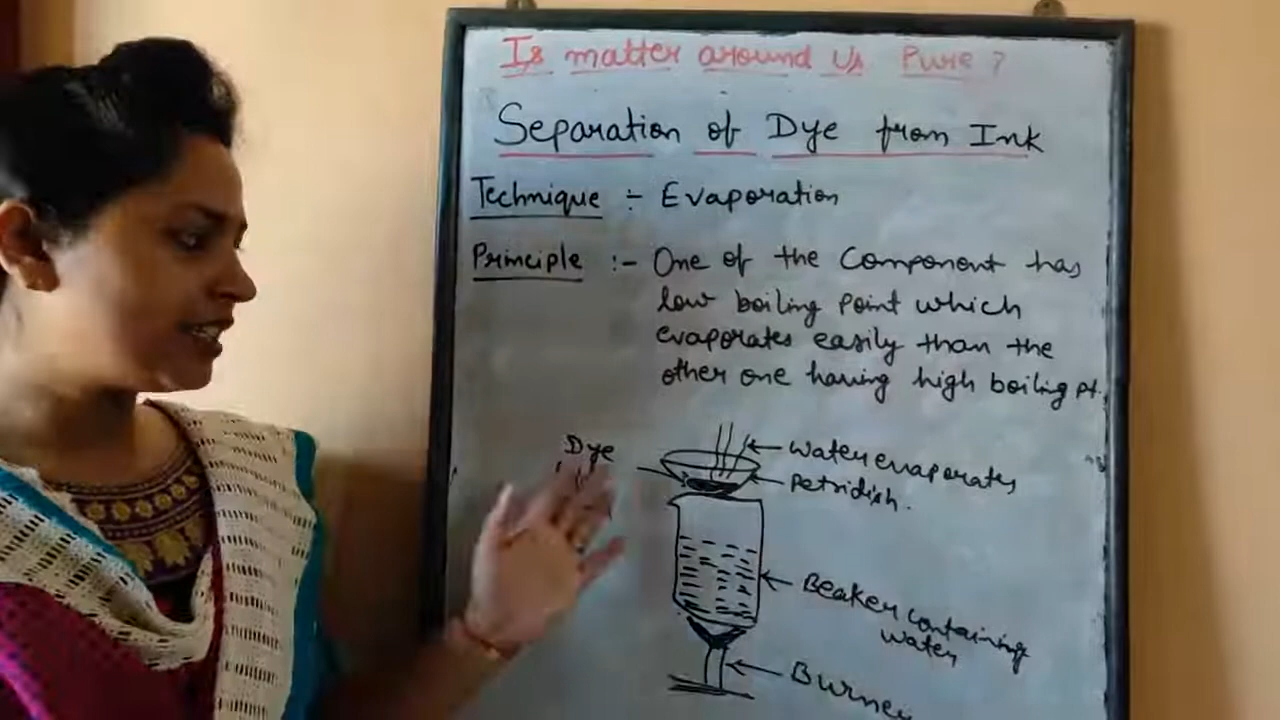 Is matter around Us Pure ?
Separation of Dye from Ink
Technique ÷ Evaporation
Principle :- One of the Component has
low boiling point which
evaporates easily than the
other one having high boiling pt.
Dye
Water evaporates
Petridish.
Beaker containing
water
Burner